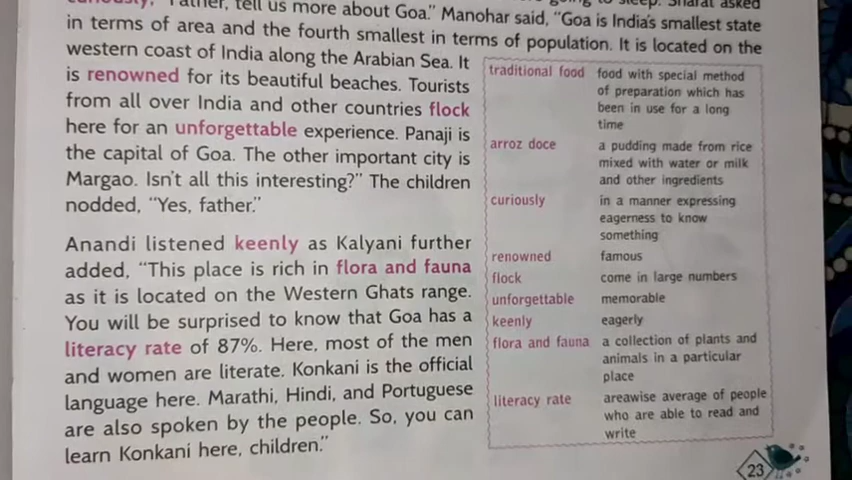 curiously, "Father, tell us more about Goa." Manohar said, "Goa is India's smallest state
in terms of area and the fourth smallest in terms of population. It is located on the
western coast of India along the Arabian Sea. It
is renowned for its beautiful beaches. Tourists
from all over India and other countries flock
here for an unforgettable experience. Panaji is
the capital of Goa. The other important city is
Margao. Isn't all this interesting?" The children
nodded, "Yes, father."
Anandi listened keenly as Kalyani further
added, "This place is rich in flora and fauna
as it is located on the Western Ghats range.
You will be surprised to know that Goa has a
literacy rate of 87%. Here, most of the men
and women are literate. Konkani is the official
language here. Marathi, Hindi, and Portuguese
are also spoken by the people. So, you can
learn Konkani here, children."
traditional food food with special method
of preparation which has
been in use for a long
time
arroz doce a pudding made from rice
mixed with water or milk
and other ingredients
curiously in a manner expressing
eagerness to know
something
renowned famous
flock come in large numbers
unforgettable memorable
keenly eagerly
flora and fauna a collection of plants and
animals in a particular
place
literacy rate areawise average of people
who are able to read and
write
23